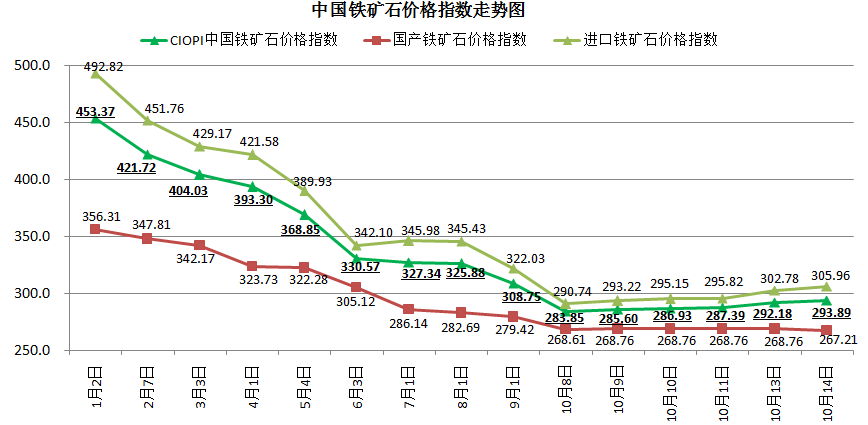 中国铁矿石价格指数走势图
CIOPI中国铁矿石价格指数 国产铁矿石价格指数 进口铁矿石价格指数
500.0
450.0
400.0
350.0
300.0
250.0
492.82 451.76 429.17 421.58 389.93 342.10 345.98 345.43 322.03 290.74 293.22 295.15 295.82 302.78 305.96
453.37 421.72 404.03 393.30 368.85 330.57 327.34 325.88 308.75 283.85 285.60 286.93 287.39 292.18 293.89
356.31 347.81 342.17 323.73 322.28 305.12 286.14 282.69 279.42 268.61 268.76 268.76 268.76 268.76 267.21
1月2日 2月7日 3月3日 4月1日 5月4日 6月3日 7月1日 8月1日 9月1日 10月8日 10月9日 10月10日 10月11日 10月13日 10月14日